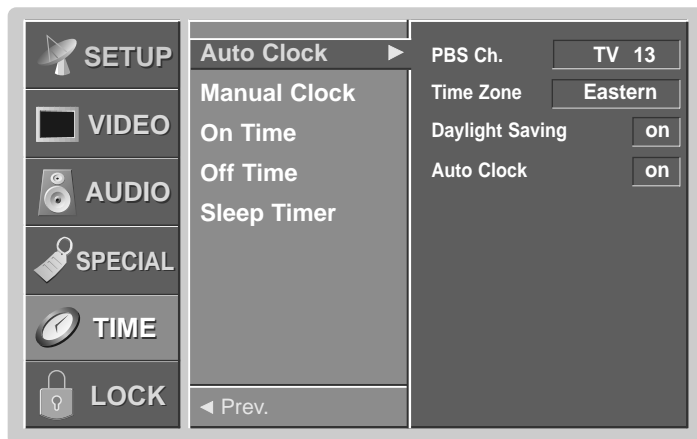 SETUP
VIDEO
AUDIO
SPECIAL
TIME
LOCK
Auto Clock ►
Manual Clock
On Time
Off Time
Sleep Timer
◄ Prev.
PBS Ch. TV 13
Time Zone Eastern
Daylight Saving on
Auto Clock on